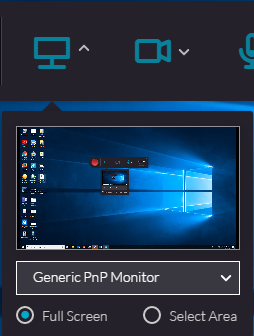 Generic PnP Monitor
Full Screen
Select Area